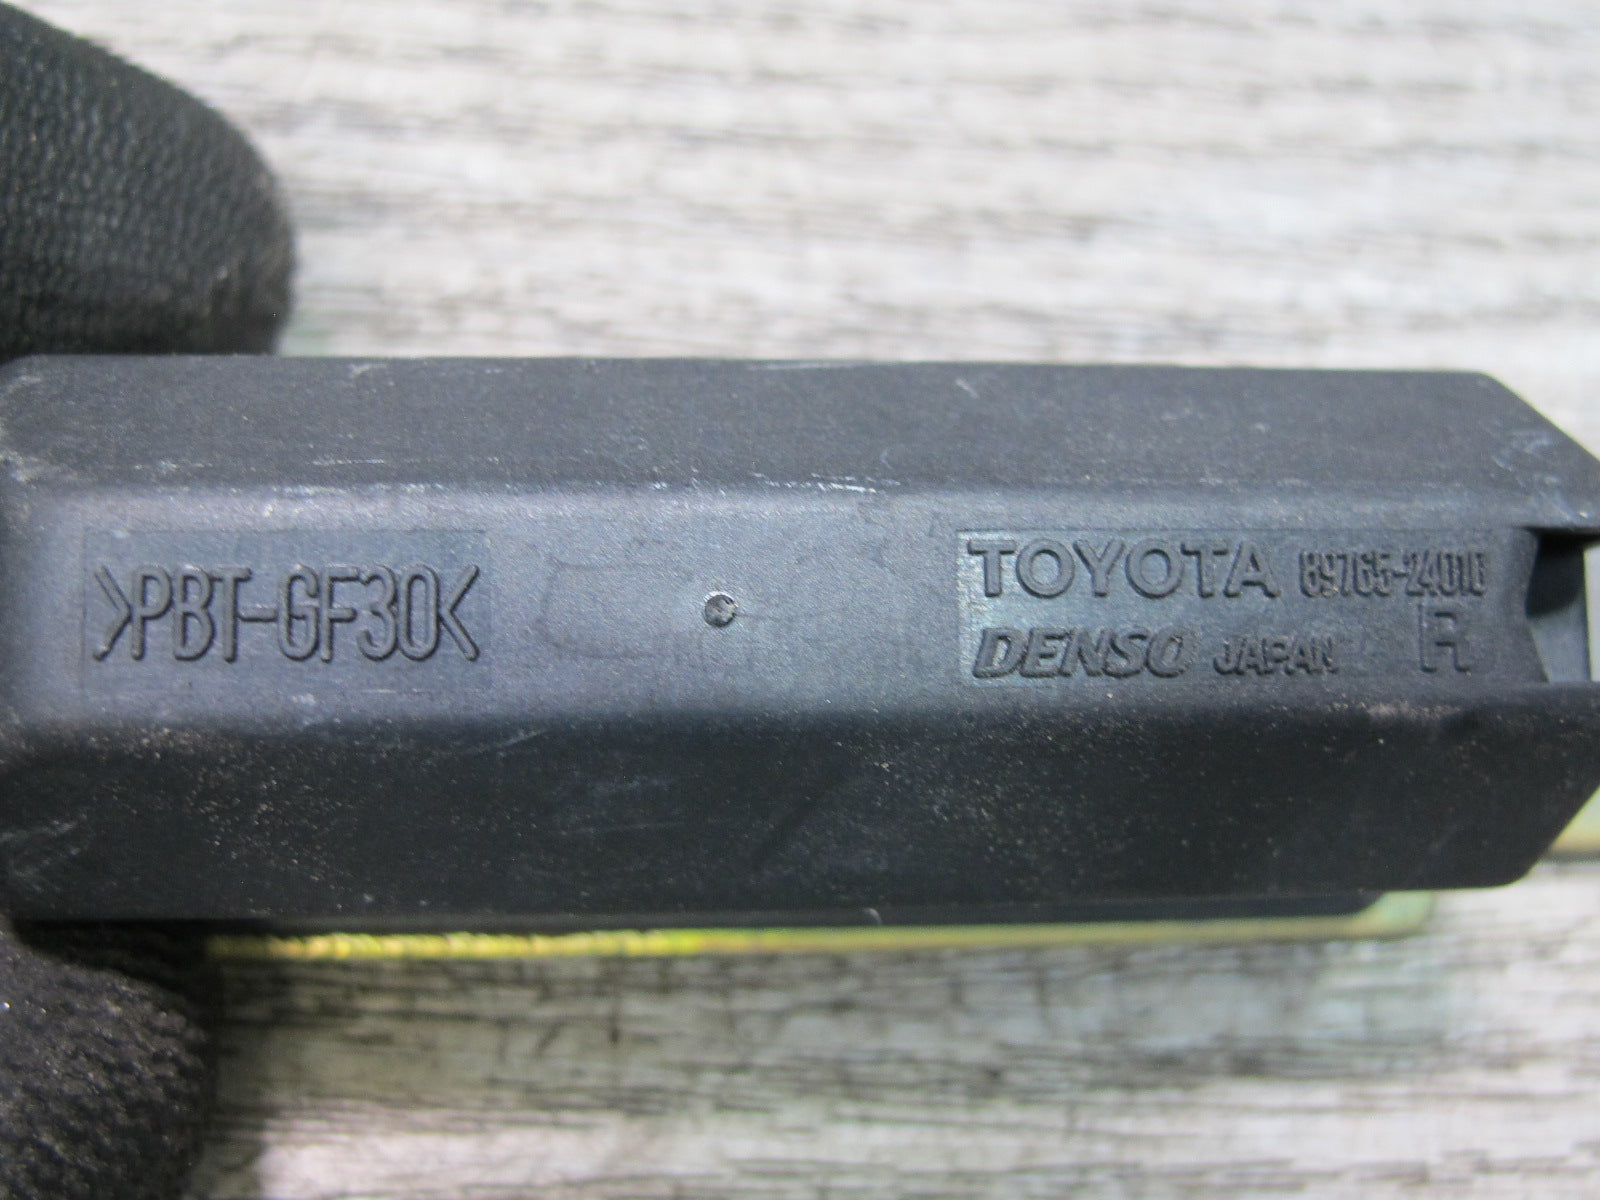 >PBT-GF30<
TOYOTA 89765-24010
DENSO JAPAN R